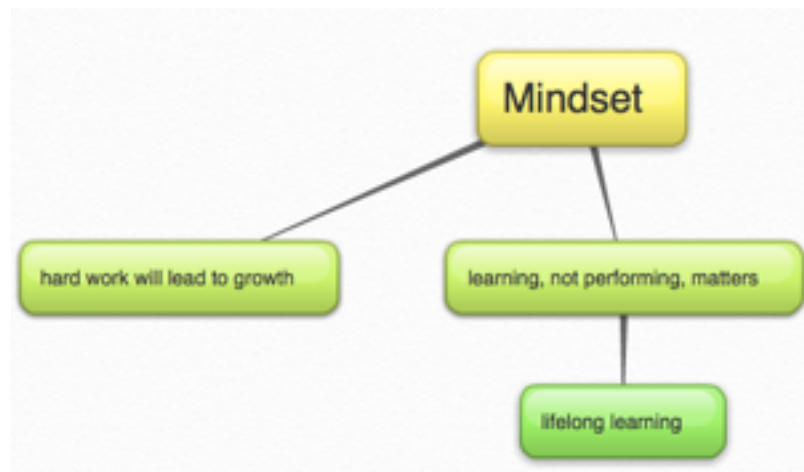 Mindset
hard work will lead to growth
learning, not performing, matters
lifelong learning